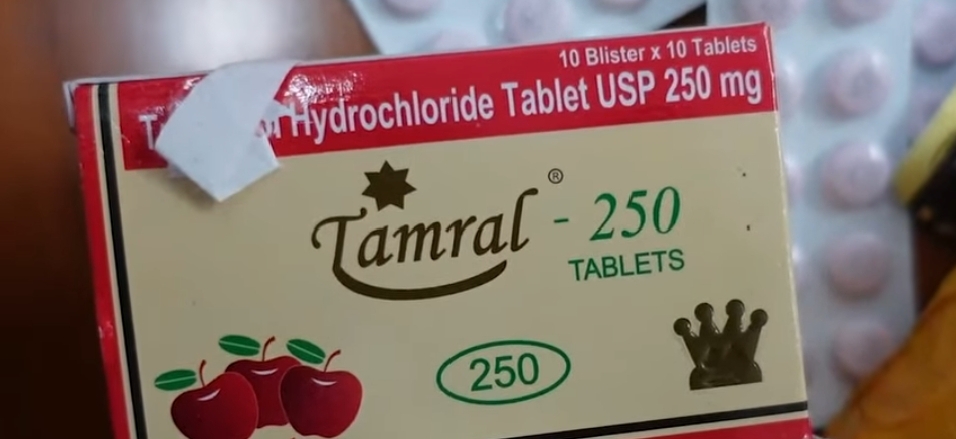 10 Blister x 10 Tablets
Hydrochloride Tablet USP 250 mg
Tamral ® - 250
TABLETS
250